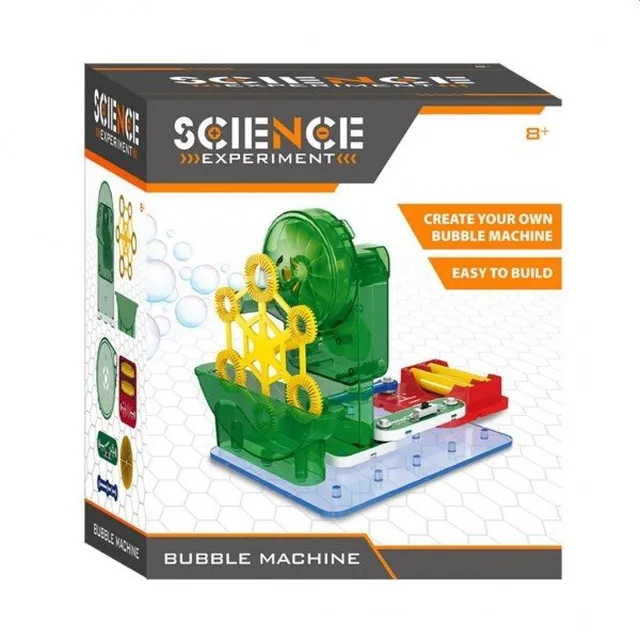 SCIENCE
EXPERIMENT
SCIENCE
EXPERIMENT
8+
SCIENCE
EXPERIMENT
CREATE YOUR OWN
BUBBLE MACHINE
EASY TO BUILD
BUBBLE MACHINE
BUBBLE MACHINE